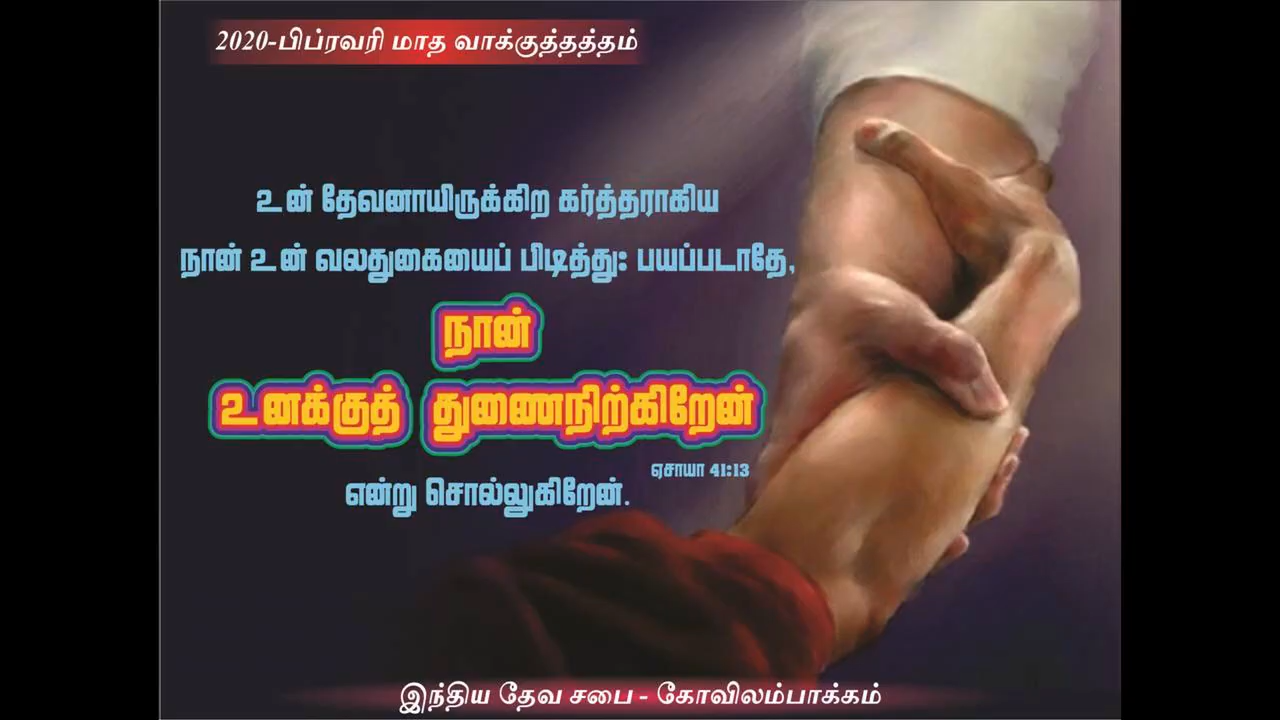 2020-பிப்ரவரி மாத வாக்குத்தத்தம்
உன் தேவனாயிருக்கிற கர்த்தராகிய
நான் உன் வலதுகையைப் பிடித்து: பயப்படாதே,
நான்
உனக்குத் துணைநிற்கிறேன்
ஏசாயா 41:13
என்று சொல்லுகிறேன்.
இந்திய தேவ சபை - கோவிலம்பாக்கம்